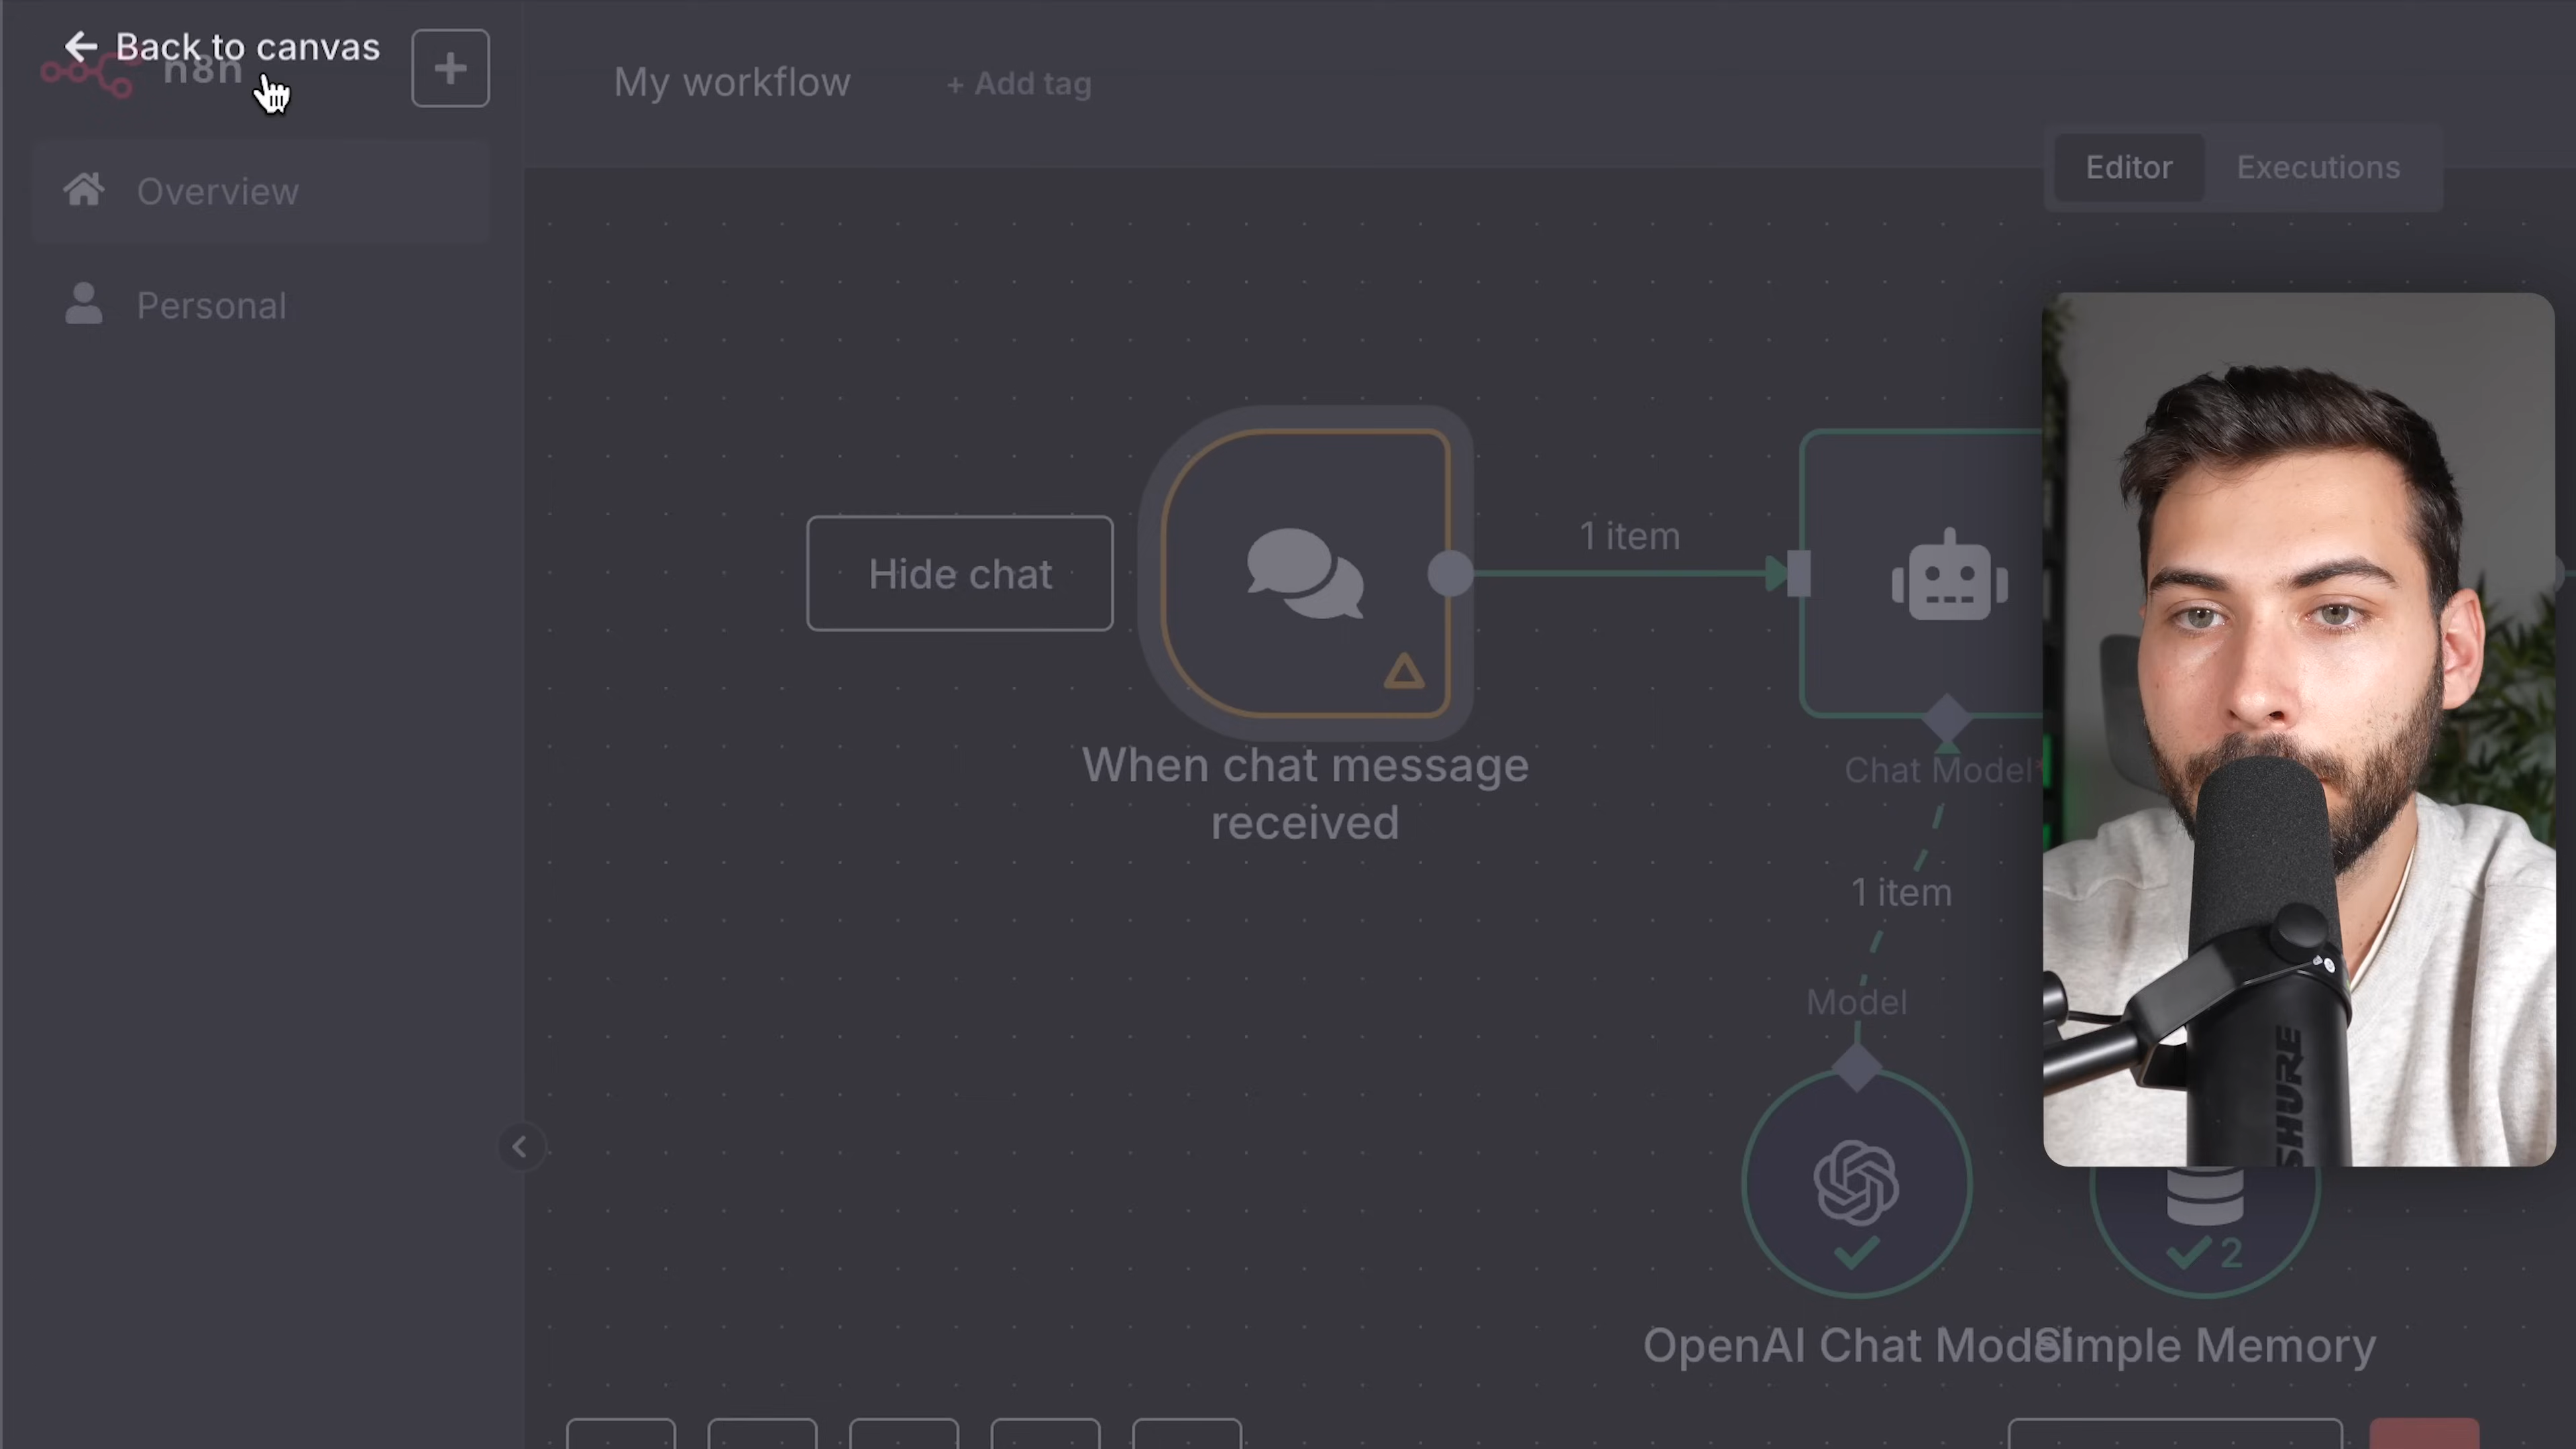 Back to canvas
n8n
My workflow
+ Add tag
Editor
Executions
Overview
Personal
Hide chat
1 item
When chat message
received
Chat Model*
1 item
Model
2
OpenAI Chat Model
Simple Memory
SHURE